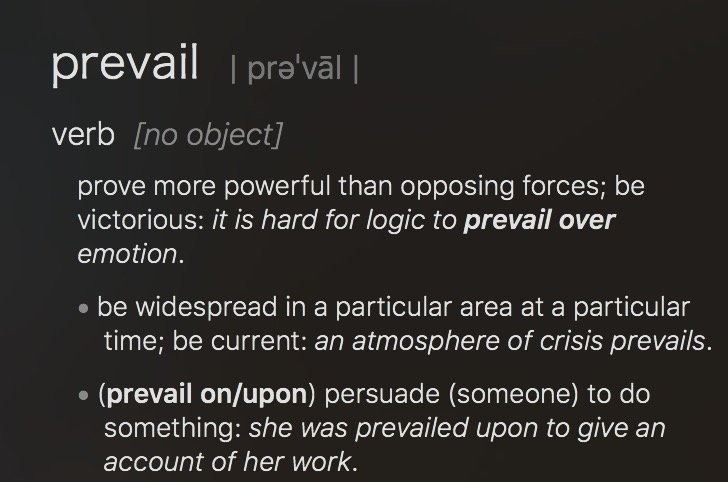 prevail | prəˈvāl |
verb [no object]
prove more powerful than opposing forces; be
victorious: it is hard for logic to prevail over
emotion.
• be widespread in a particular area at a particular
time; be current: an atmosphere of crisis prevails.
• (prevail on/upon) persuade (someone) to do
something: she was prevailed upon to give an
account of her work.